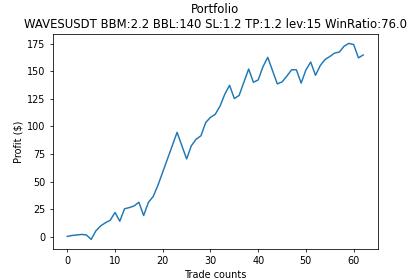 Portfolio
WAVESUSDT BBM:2.2 BBL:140 SL:1.2 TP:1.2 lev:15 WinRatio:76.0
175
150
125
100
75
50
25
0
Profit ($)
0 10 20 30 40 50 60
Trade counts